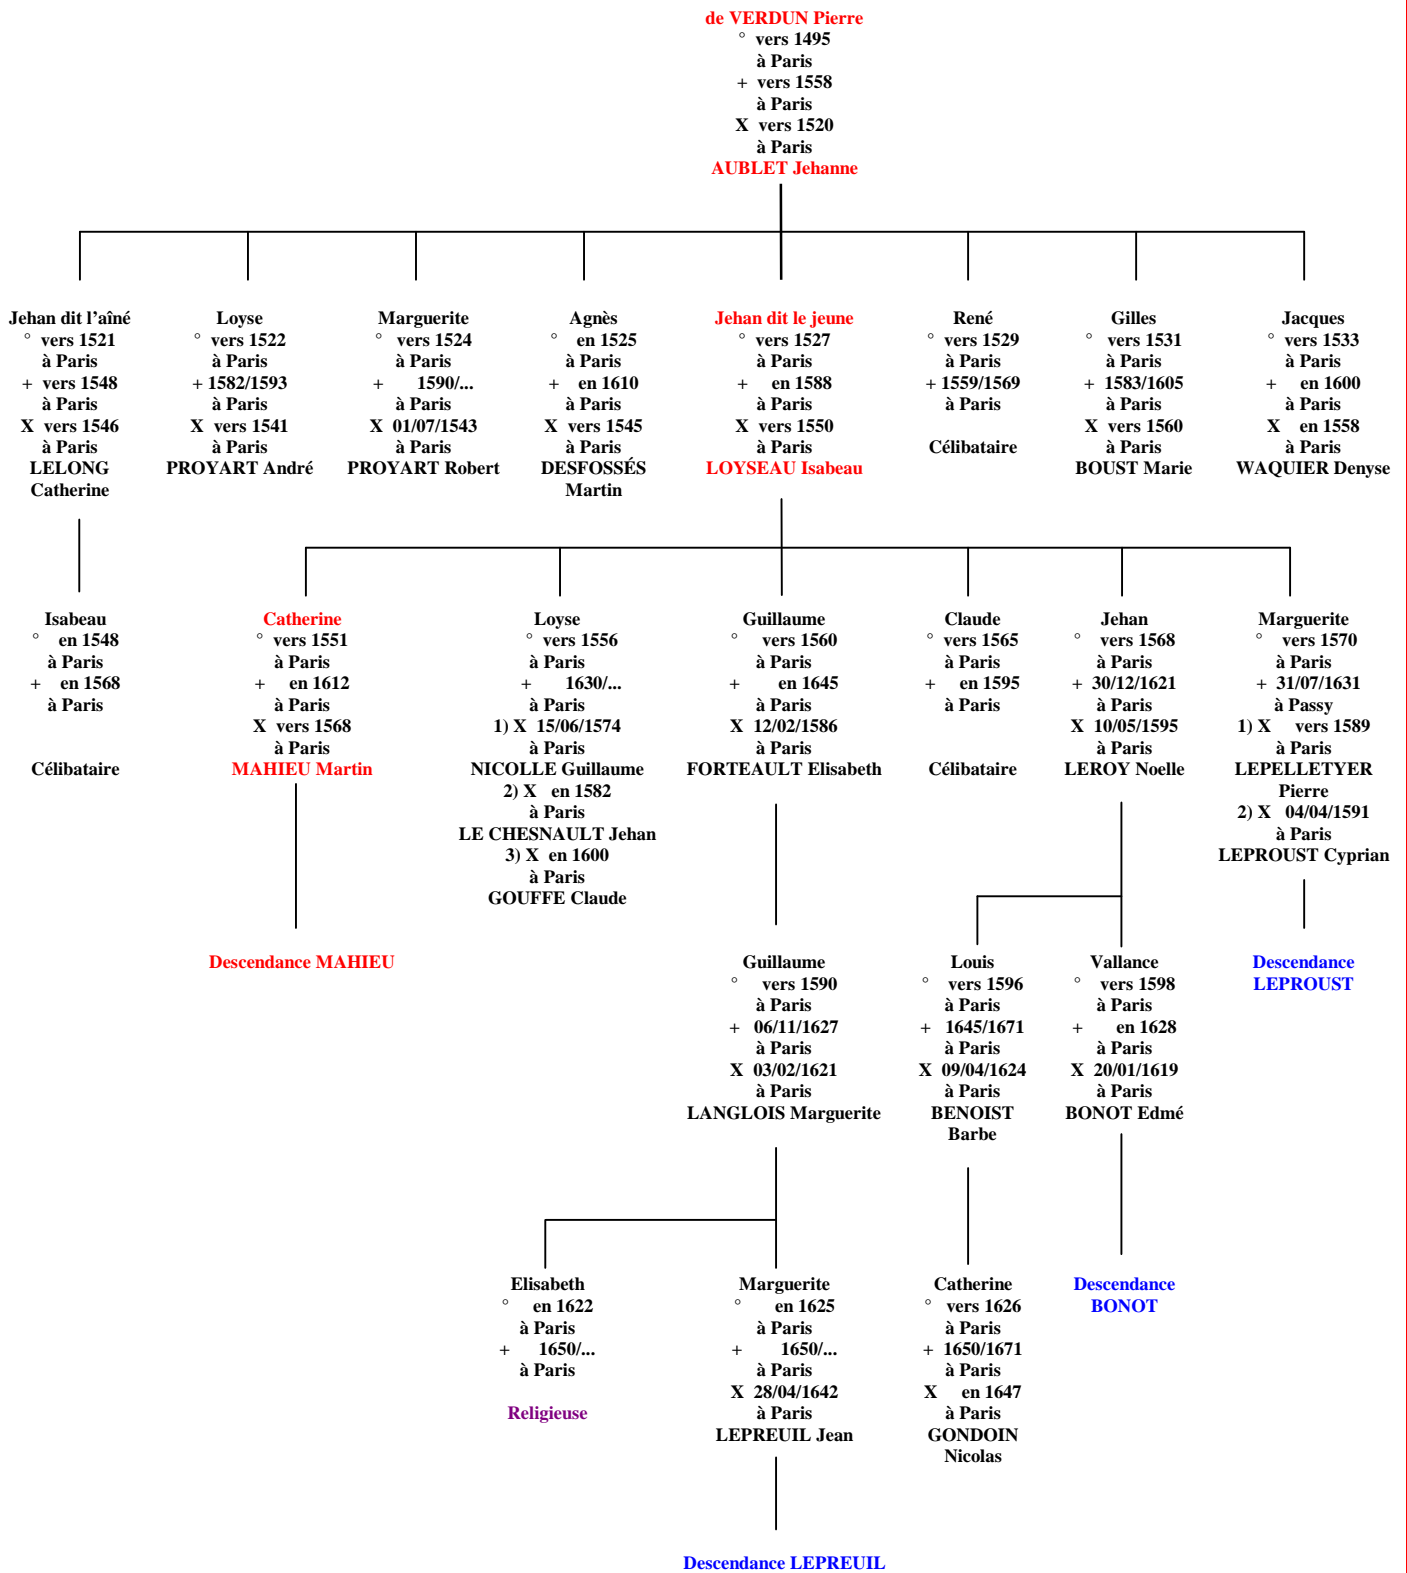 de VERDUN Pierre
° vers 1495
à Paris
+ vers 1558
à Paris
X vers 1520
à Paris
AUBLET Jehanne
Jehan dit l'aîné
° vers 1521
à Paris
+ vers 1548
à Paris
X vers 1546
à Paris
LELONG
Catherine
Loyse
° vers 1522
à Paris
+ 1582/1593
à Paris
X vers 1541
à Paris
PROYART André
Marguerite
° vers 1524
à Paris
+ 1590/...
à Paris
X 01/07/1543
à Paris
PROYART Robert
Agnès
° en 1525
à Paris
+ en 1610
à Paris
X vers 1545
à Paris
DESFOSSÉS
Martin
Jehan dit le jeune
° vers 1527
à Paris
+ en 1588
à Paris
X vers 1550
à Paris
LOYSEAU Isabeau
René
° vers 1529
à Paris
+ 1559/1569
à Paris
Célibataire
Gilles
° vers 1531
à Paris
+ 1583/1605
à Paris
X vers 1560
à Paris
BOUST Marie
Jacques
° vers 1533
à Paris
+ en 1600
à Paris
X en 1558
à Paris
WAQUIER Denyse
Isabeau
° en 1548
à Paris
+ en 1568
à Paris
Célibataire
Catherine
° vers 1551
à Paris
+ en 1612
à Paris
X vers 1568
à Paris
MAHIEU Martin
Loyse
° vers 1556
à Paris
+ 1630/...
à Paris
1) X 15/06/1574
à Paris
NICOLLE Guillaume
2) X en 1582
à Paris
LE CHESNAULT Jehan
3) X en 1600
à Paris
GOUFFE Claude
Guillaume
° vers 1560
à Paris
+ en 1645
à Paris
X 12/02/1586
à Paris
FORTEAULT Elisabeth
Claude
° vers 1565
à Paris
+ en 1595
à Paris
Célibataire
Jehan
° vers 1568
à Paris
+ 30/12/1621
à Paris
X 10/05/1595
à Paris
LEROY Noelle
Marguerite
° vers 1570
à Paris
+ 31/07/1631
à Passy
1) X vers 1589
à Paris
LEPELLETYER
Pierre
2) X 04/04/1591
à Paris
LEPROUST Cyprian
Descendance MAHIEU
Guillaume
° vers 1590
à Paris
+ 06/11/1627
à Paris
X 03/02/1621
à Paris
LANGLOIS Marguerite
Louis
° vers 1596
à Paris
+ 1645/1671
à Paris
X 09/04/1624
à Paris
BENOIST
Barbe
Vallance
° vers 1598
à Paris
+ en 1628
à Paris
X 20/01/1619
à Paris
BONOT Edmé
Descendance
LEPROUST
Elisabeth
° en 1622
à Paris
+ 1650/...
à Paris
Religieuse
Marguerite
° en 1625
à Paris
+ 1650/...
à Paris
X 28/04/1642
à Paris
LEPREUIL Jean
Catherine
° vers 1626
à Paris
+ 1650/1671
à Paris
X en 1647
à Paris
GONDOIN
Nicolas
Descendance
BONOT
Descendance LEPREUIL